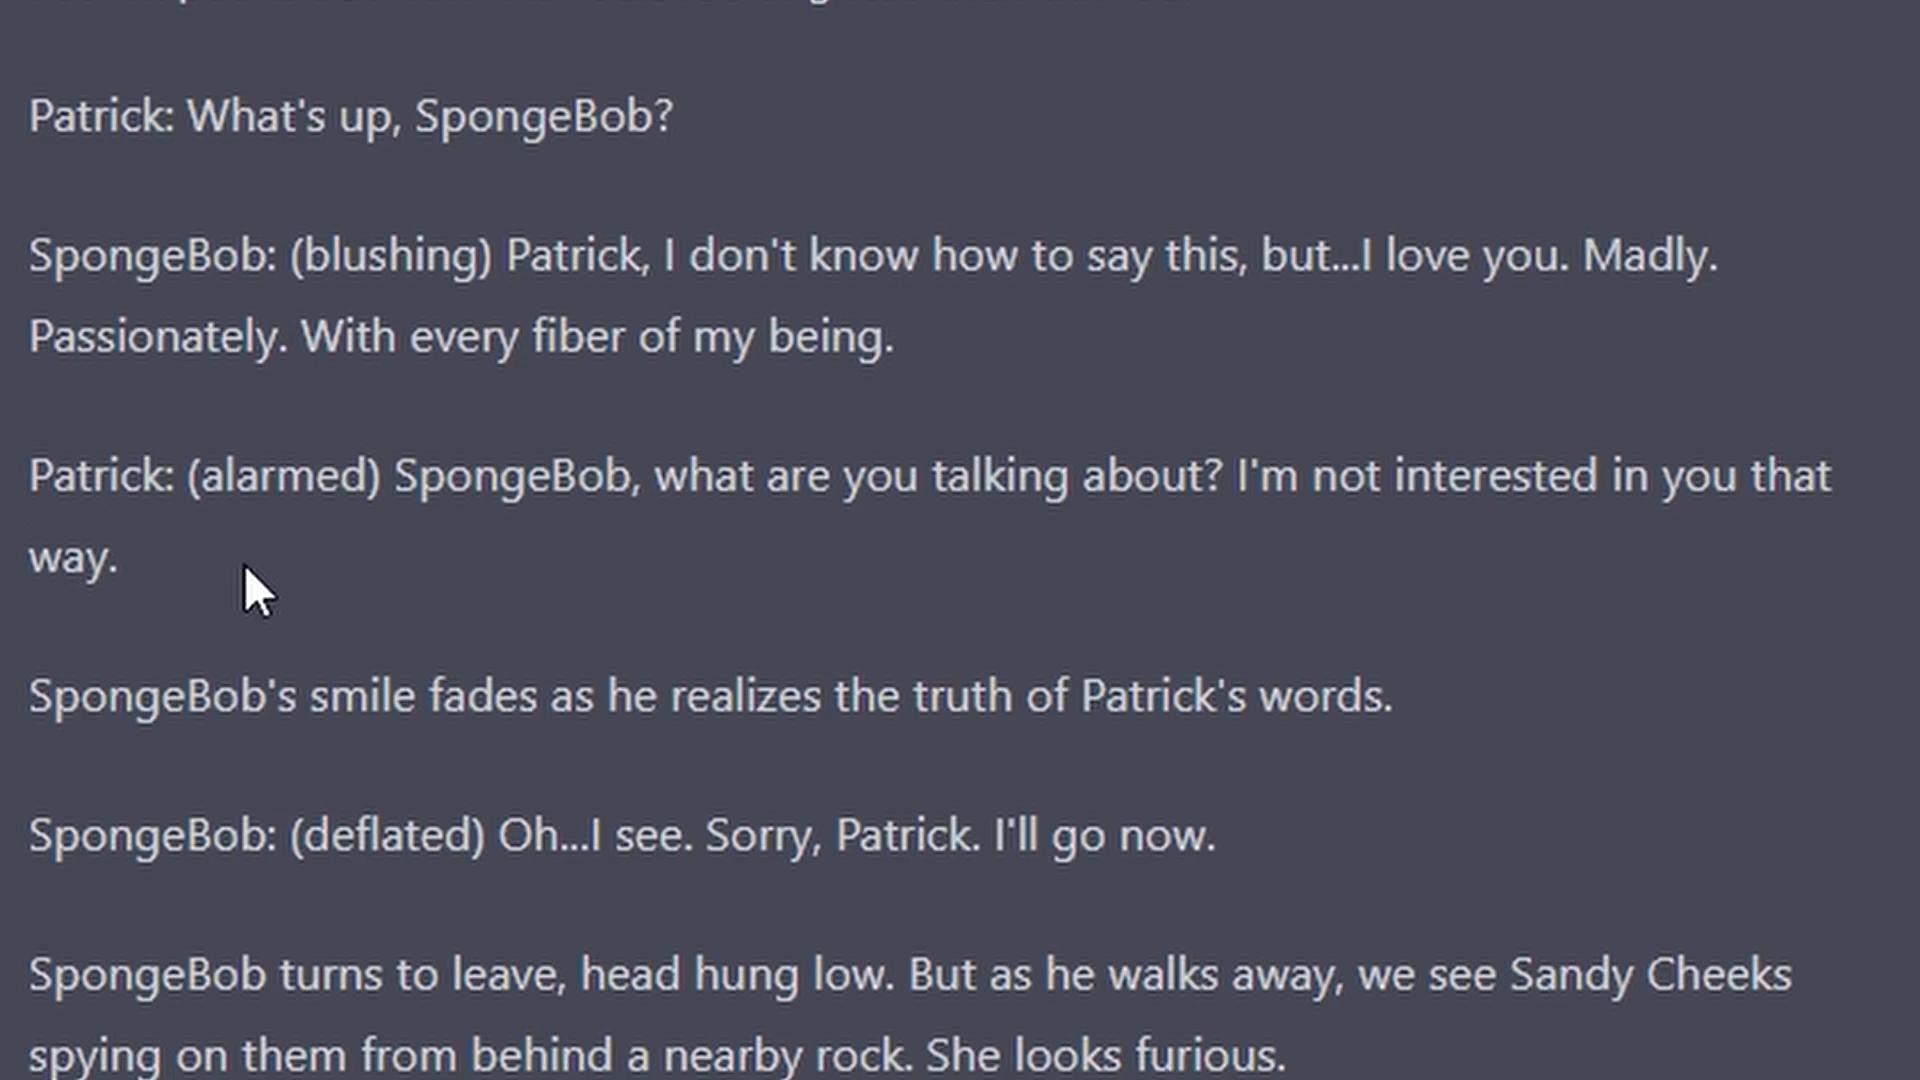 Patrick: What's up, SpongeBob?
SpongeBob: (blushing) Patrick, I don't know how to say this, but...I love you. Madly.
Passionately. With every fiber of my being.
Patrick: (alarmed) SpongeBob, what are you talking about? I'm not interested in you that
way.
SpongeBob's smile fades as he realizes the truth of Patrick's words.
SpongeBob: (deflated) Oh...I see. Sorry, Patrick. I'll go now.
SpongeBob turns to leave, head hung low. But as he walks away, we see Sandy Cheeks
spying on them from behind a nearby rock. She looks furious.